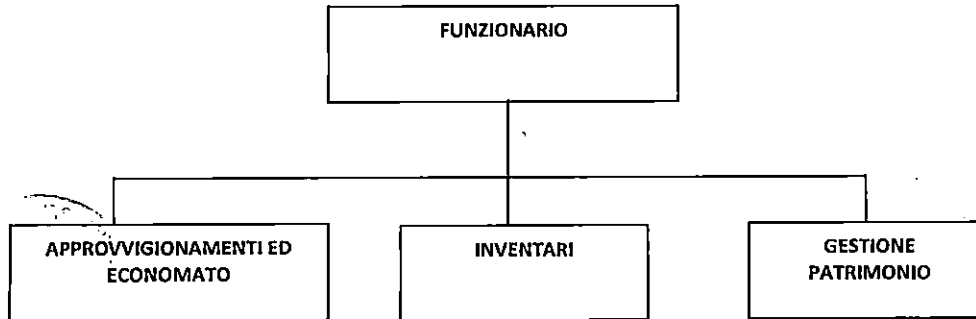 FUNZIONARIO
APPROVVIGIONAMENTI ED
ECONOMATO
INVENTARI
GESTIONE
PATRIMONIO